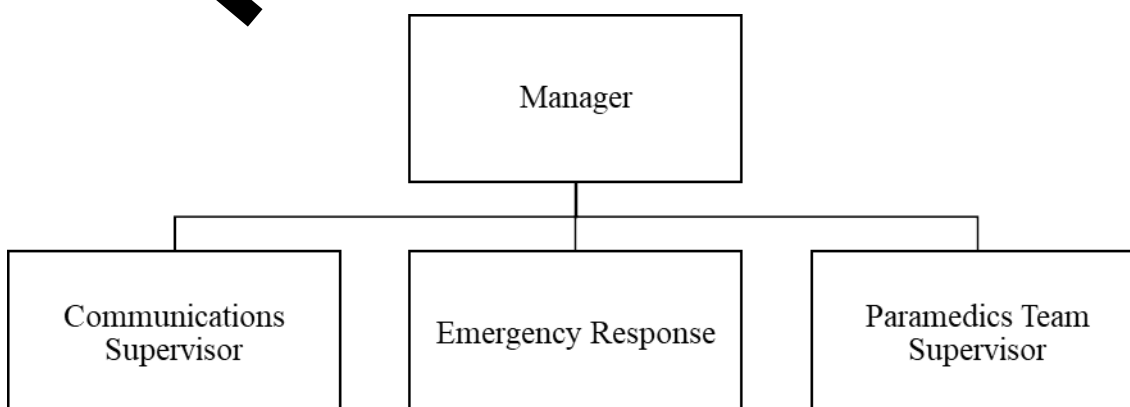 Manager
Communications
Supervisor
Emergency Response
Paramedics Team
Supervisor